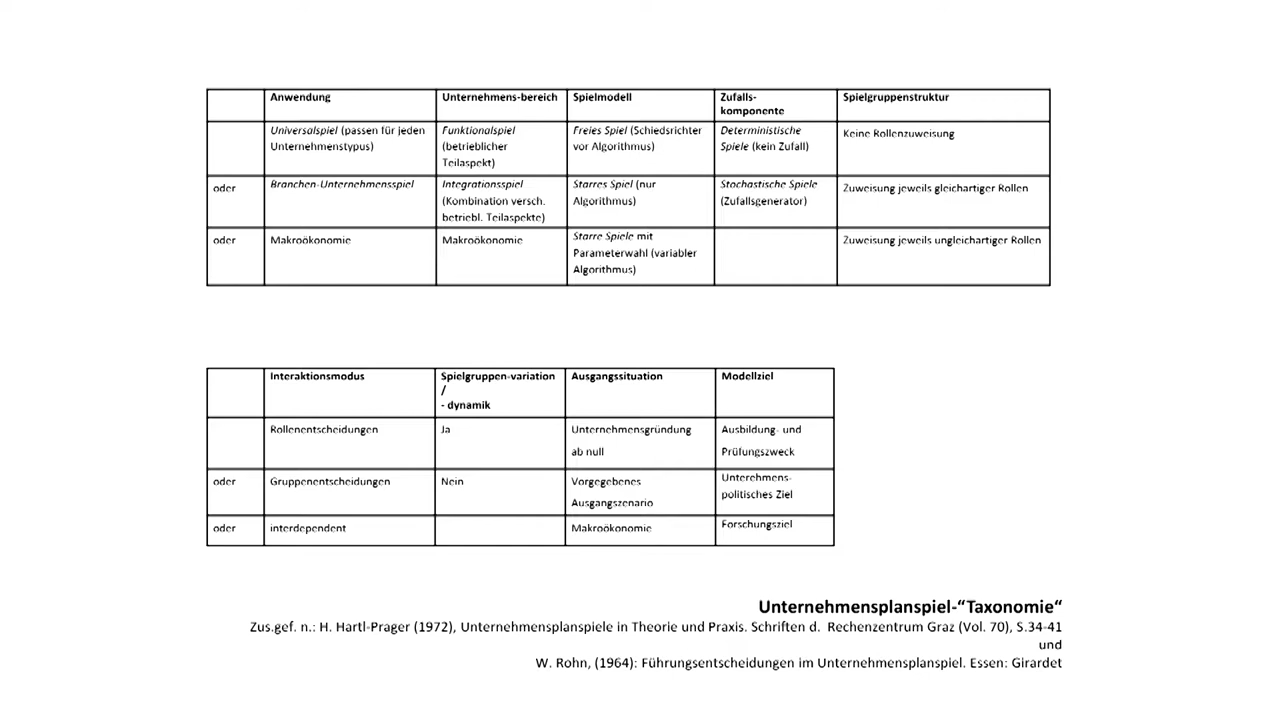 Anwendung
Unternehmens-bereich
Spielmodell
Zufalls-
komponente
Spielgruppenstruktur
Universalspiel (passen für jeden
Unternehmenstypus)
Funktionalspiel
(betrieblicher
Teilaspekt)
Freies Spiel (Schiedsrichter
vor Algorithmus)
Deterministische
Spiele (kein Zufall)
Keine Rollenzuweisung
oder
Branchen-Unternehmensspiel
Integrationsspiel
(Kombination versch.
betriebl. Teilaspekte)
Starres Spiel (nur
Algorithmus)
Stochastische Spiele
(Zufallsgenerator)
Zuweisung jeweils gleichartiger Rollen
oder
Makroökonomie
Makroökonomie
Starre Spiele mit
Parameterwahl (variabler
Algorithmus)
Zuweisung jeweils ungleichartiger Rollen
Interaktionsmodus
Spielgruppen-variation
/
- dynamik
Ausgangssituation
Modellziel
Rollenentscheidungen
Ja
Unternehmensgründung
ab null
Ausbildung- und
Prüfungszweck
oder
Gruppenentscheidungen
Nein
Vorgegebenes
Ausgangszenario
Unterehmens-
politisches Ziel
oder
interdependent
Makroökonomie
Forschungsziel
Unternehmensplanspiel-“Taxonomie“
Zus.gef. n.: H. Hartl-Prager (1972), Unternehmensplanspiele in Theorie und Praxis. Schriften d. Rechenzentrum Graz (Vol. 70), S.34-41
und
W. Rohn, (1964): Führungsentscheidungen im Unternehmensplanspiel. Essen: Girardet